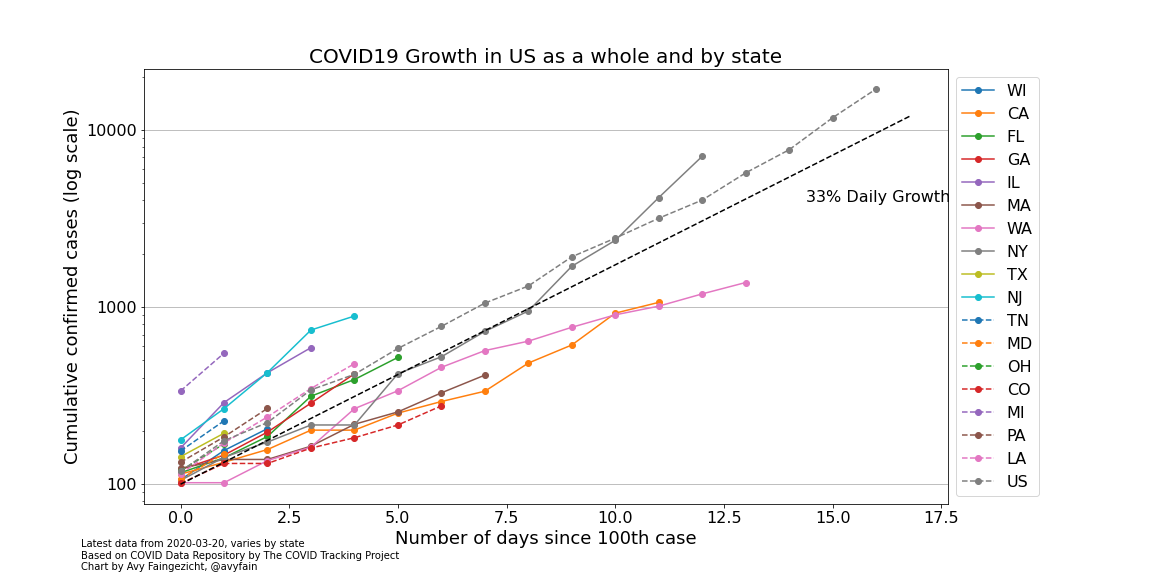 COVID19 Growth in US as a whole and by state
Cumulative confirmed cases (log scale)
10000
1000
100
33% Daily Growth
0.0 2.5 5.0 7.5 10.0 12.5 15.0 17.5
Number of days since 100th case
WI
CA
FL
GA
IL
MA
WA
NY
TX
NJ
TN
MD
OH
CO
MI
PA
LA
US
Latest data from 2020-03-20, varies by state
Based on COVID Data Repository by The COVID Tracking Project
Chart by Avy Faingezicht, @avyfain